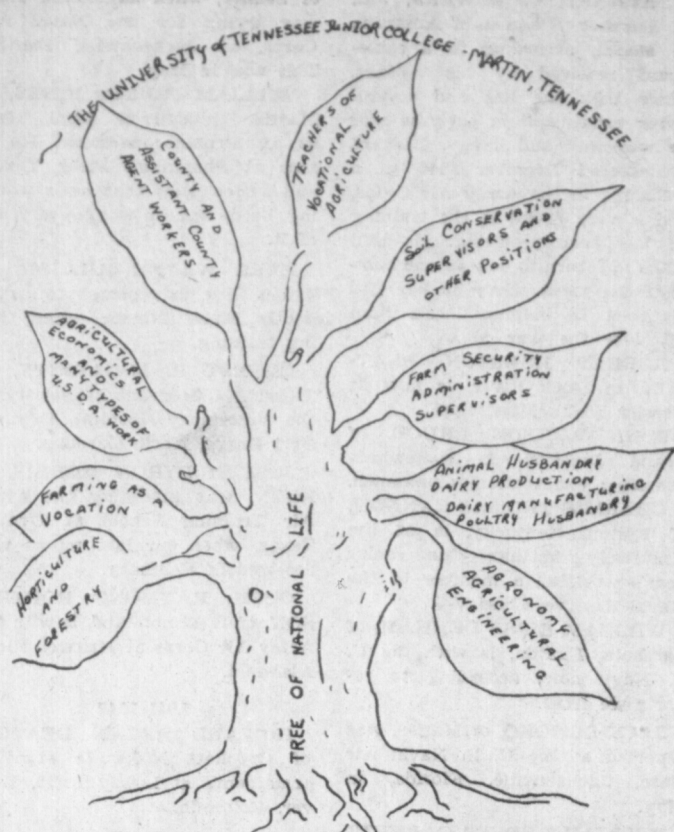 THE UNIVERSITY of TENNESSEE JUNIOR COLLEGE - MARTIN TENNESSEE
COUNTY AND
ASSISTANT COUNTY
AGENT WORKERS
TEACHERS OF
VOCATIONAL
AGRICULTURE
SOIL CONSERVATION
SUPERVISORS AND
OTHER POSITIONS
AGRICULTURAL
ECONOMICS
AND
MANY TYPES OF
U.S.D.A. WORK
FARM SECURITY
ADMINISTRATION
SUPERVISORS
FARMING AS A
VOCATION
ANIMAL HUSBANDRY
DAIRY PRODUCTION
DAIRY MANUFACTURING
POULTRY HUSBANDRY
HORTICULTURE
AND
FORESTRY
AGRONOMY
AGRICULTURAL
ENGINEERING
TREE OF NATIONAL LIFE